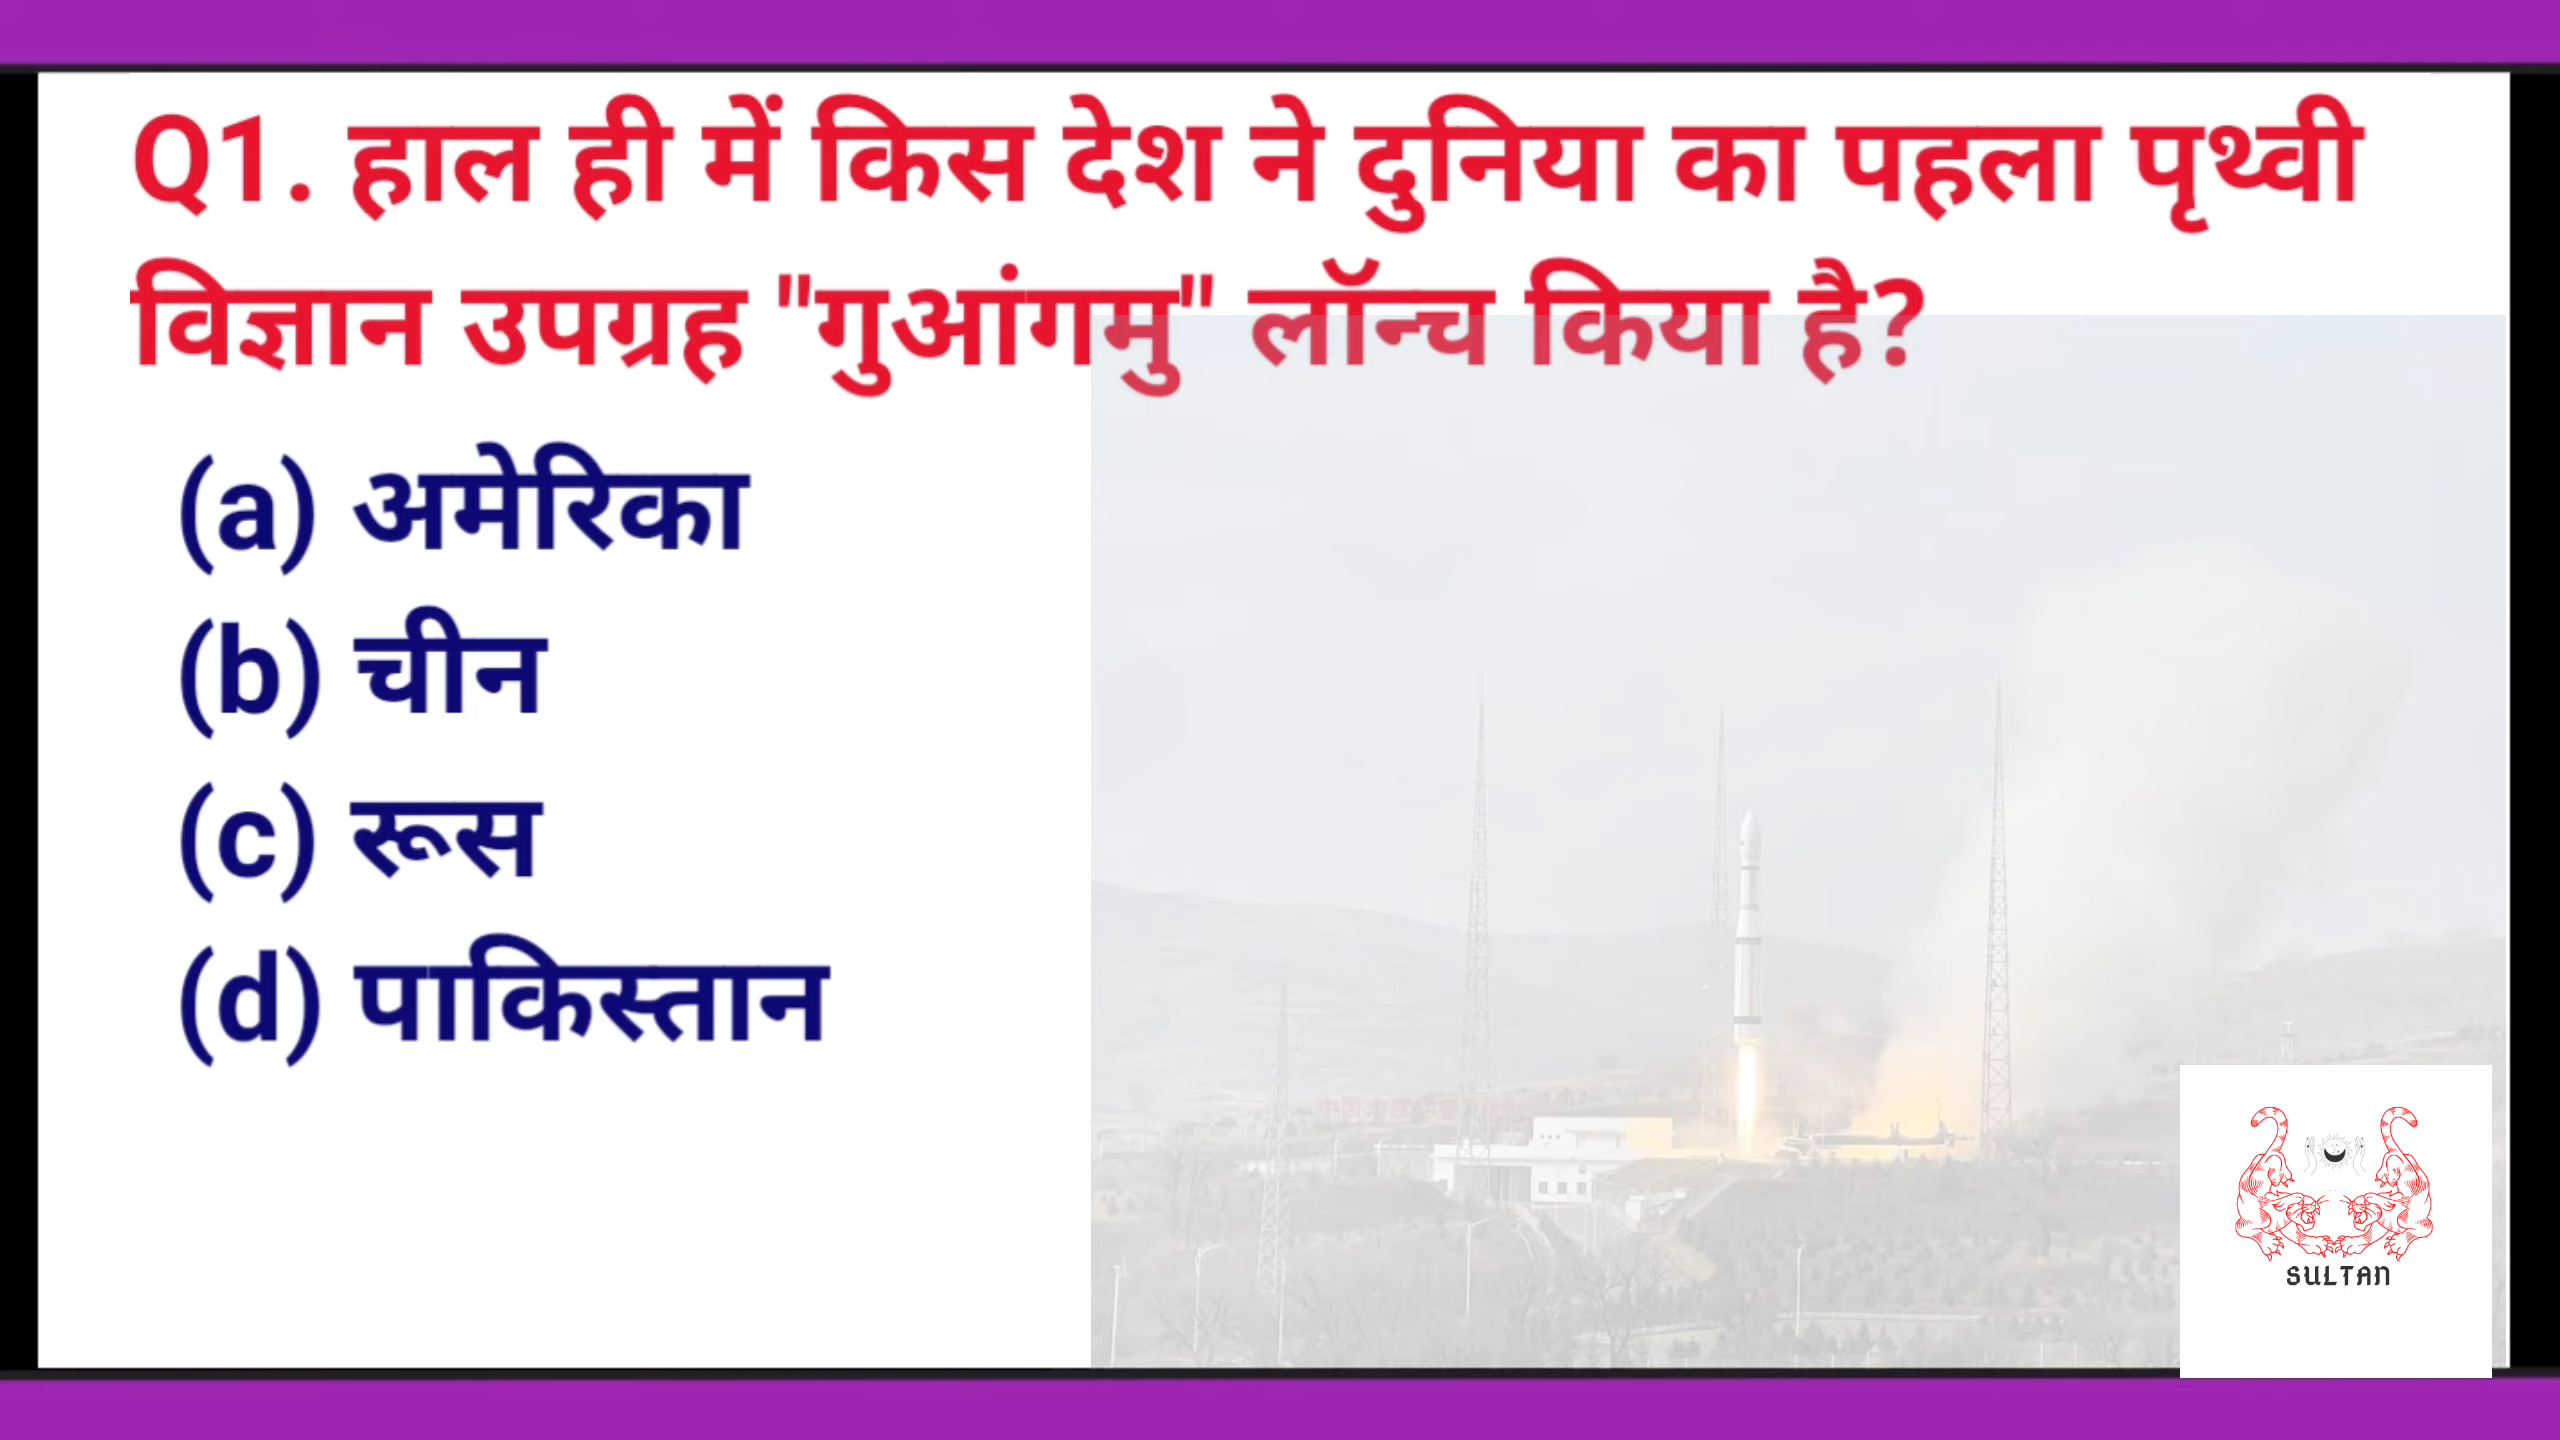 Q1. हाल ही में किस देश ने दुनिया का पहला पृथ्वी
विज्ञान उपग्रह "गुआंगमु" लॉन्च किया है?
(a) अमेरिका
(b) चीन
(c) रूस
(d) पाकिस्तान
SULTAN